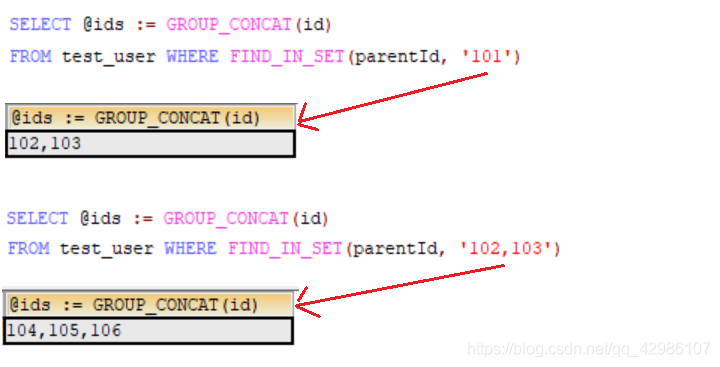 SELECT @ids := GROUP_CONCAT(id)
FROM test_user WHERE FIND_IN_SET(parentId, '101')
@ids := GROUP_CONCAT(id)
102,103
SELECT @ids := GROUP_CONCAT(id)
FROM test_user WHERE FIND_IN_SET(parentId, '102,103')
@ids := GROUP_CONCAT(id)
104,105,106
https://blog.csdn.net/qq_42986107